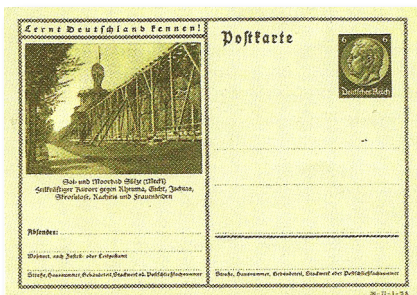 Lernt Deutschland kennen!
Sol- und Moorbad Sülze (Meckl)
Heilkräftiger Kurort gegen Rheuma, Gicht, Ischias,
Skrofulose, Rachitis und Frauenleiden
Absender:
Wohnort, auch Zustell- oder Leitpostamt
Straße, Hausnummer, Gebäudeteil, Stockwerk od. Postschließfachnummer
Postkarte
6 6
Deutsches Reich
Straße, Hausnummer, Gebäudeteil, Stockwerk oder Postschließfachnummer